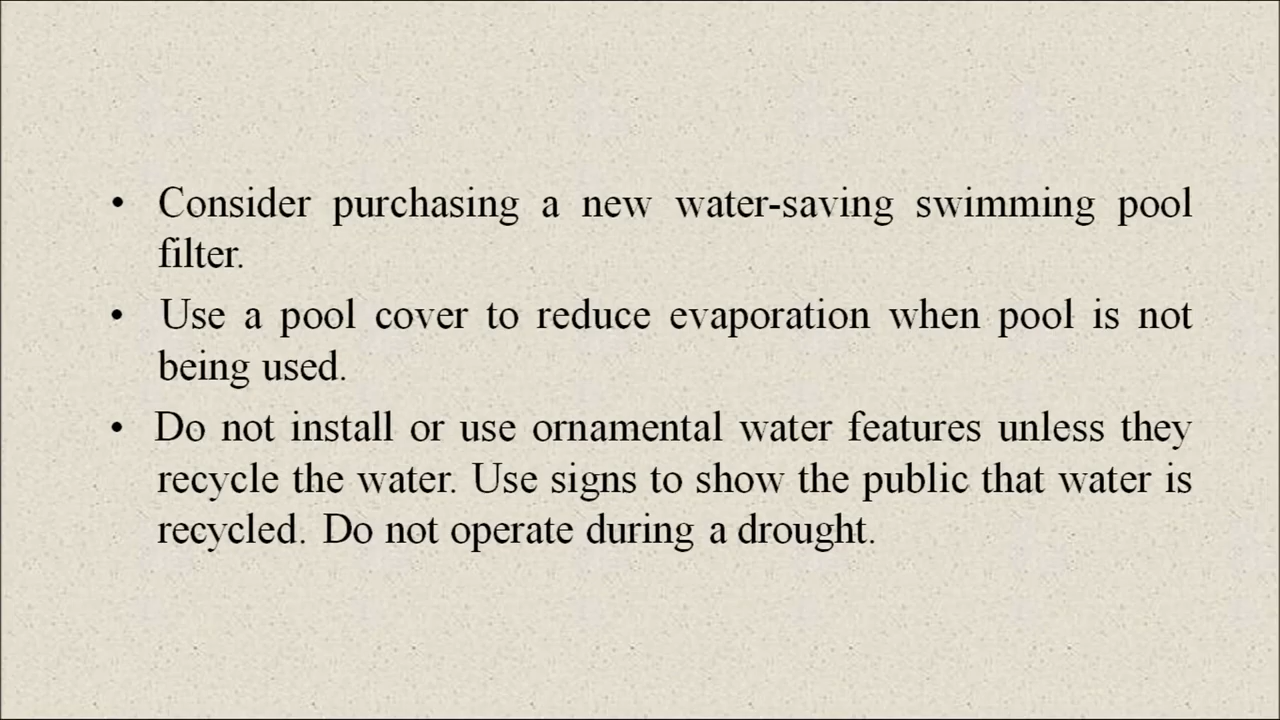 • Consider purchasing a new water-saving swimming pool
filter.
• Use a pool cover to reduce evaporation when pool is not
being used.
• Do not install or use ornamental water features unless they
recycle the water. Use signs to show the public that water is
recycled. Do not operate during a drought.